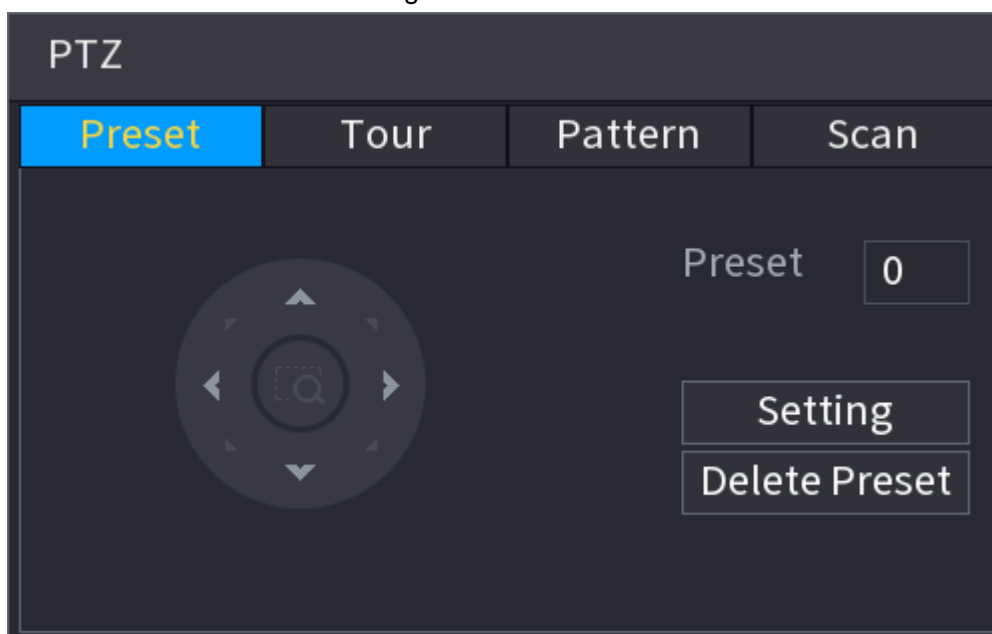 PTZ
Preset Tour Pattern Scan
Preset 0
Setting
Delete Preset